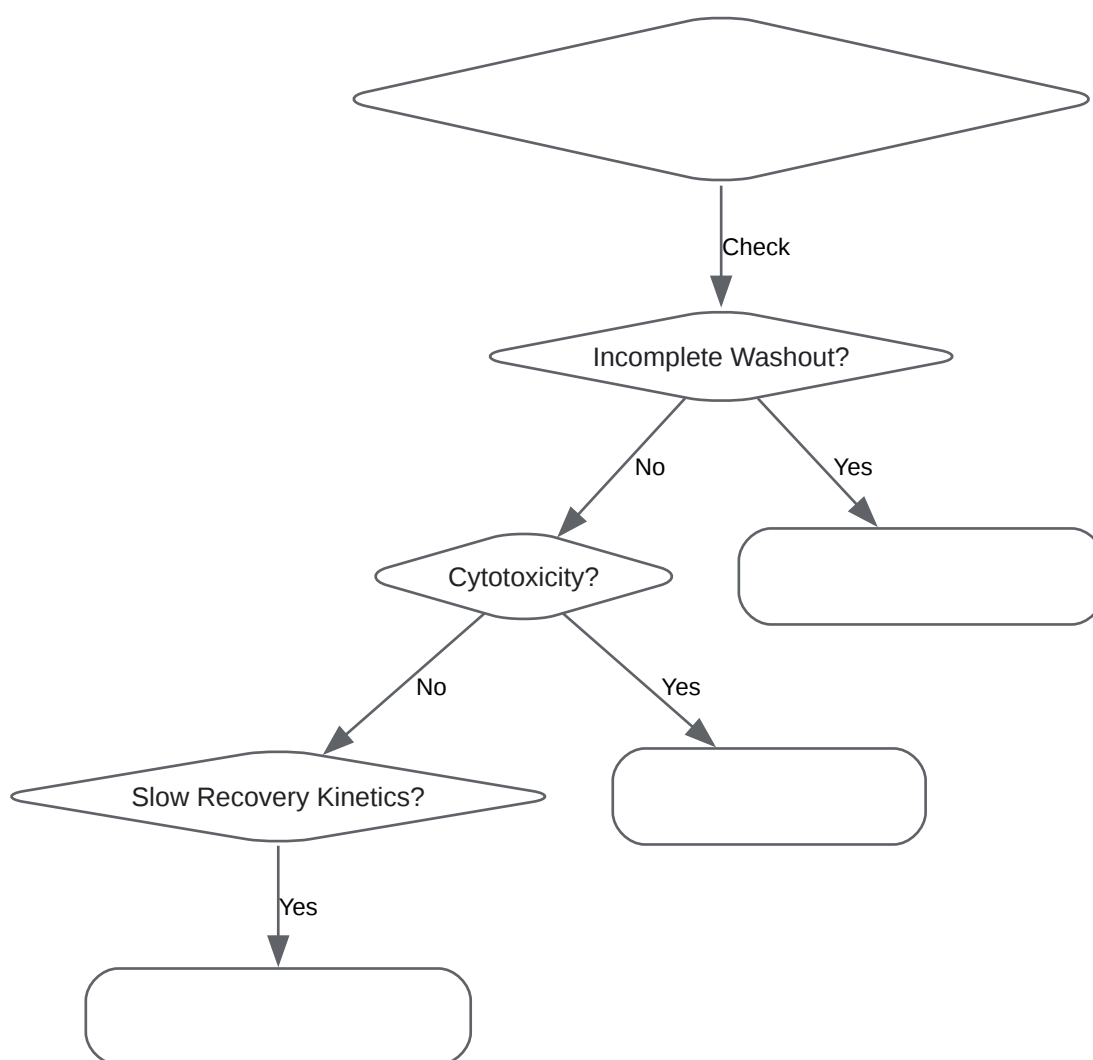 Check
Incomplete Washout?
No
Yes
Cytotoxicity?
No
Yes
Slow Recovery Kinetics?
Yes